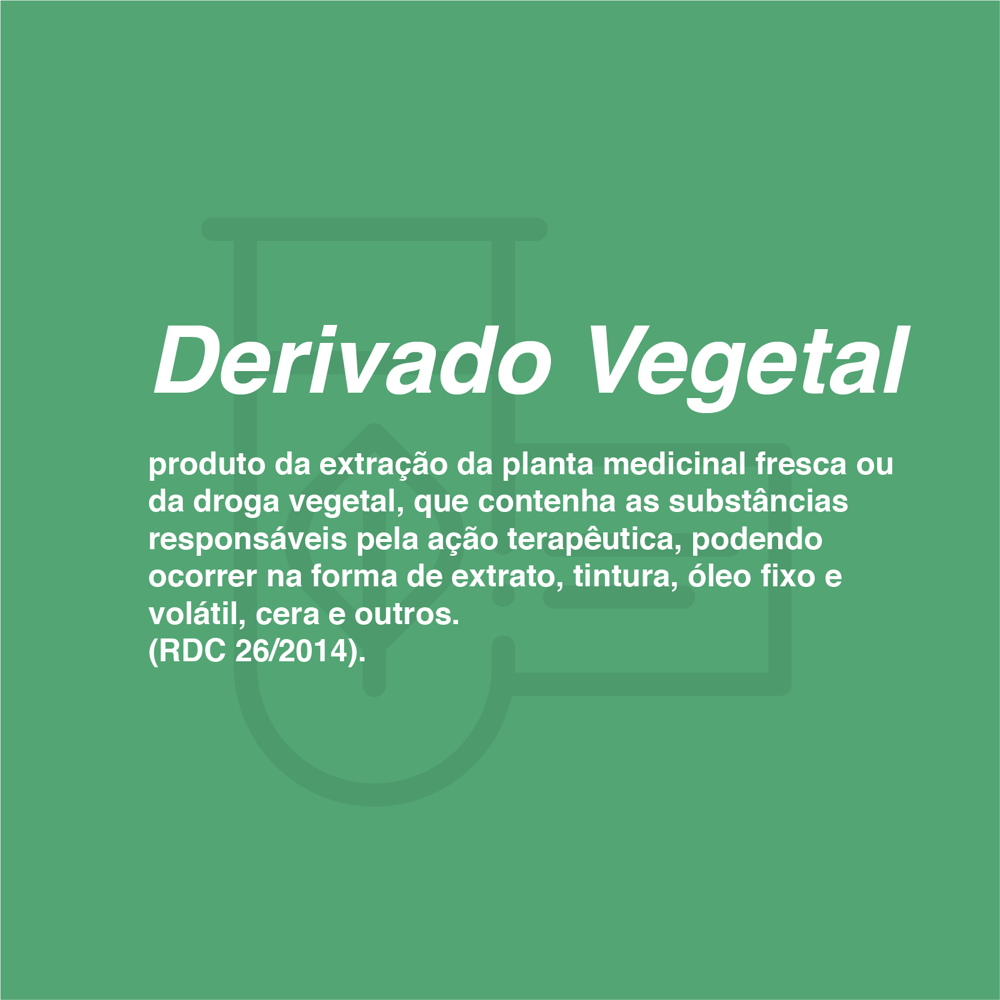 Derivado Vegetal
produto da extração da planta medicinal fresca ou
da droga vegetal, que contenha as substâncias
responsáveis pela ação terapêutica, podendo
ocorrer na forma de extrato, tintura, óleo fixo e
volátil, cera e outros.
(RDC 26/2014).